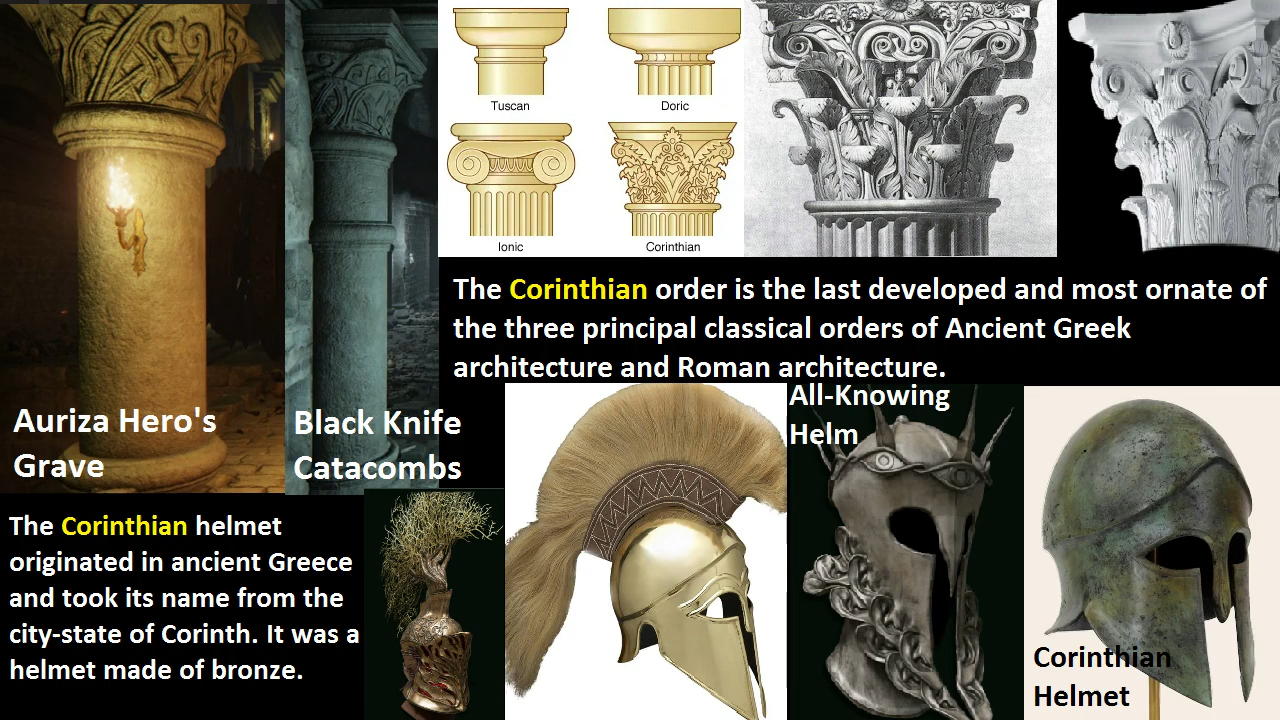 Tuscan
Doric
Ionic
Corinthian
The Corinthian order is the last developed and most ornate of
the three principal classical orders of Ancient Greek
architecture and Roman architecture.
Auriza Hero's
Grave
Black Knife
Catacombs
All-Knowing
Helm
The Corinthian helmet
originated in ancient Greece
and took its name from the
city-state of Corinth. It was a
helmet made of bronze.
Corinthian
Helmet